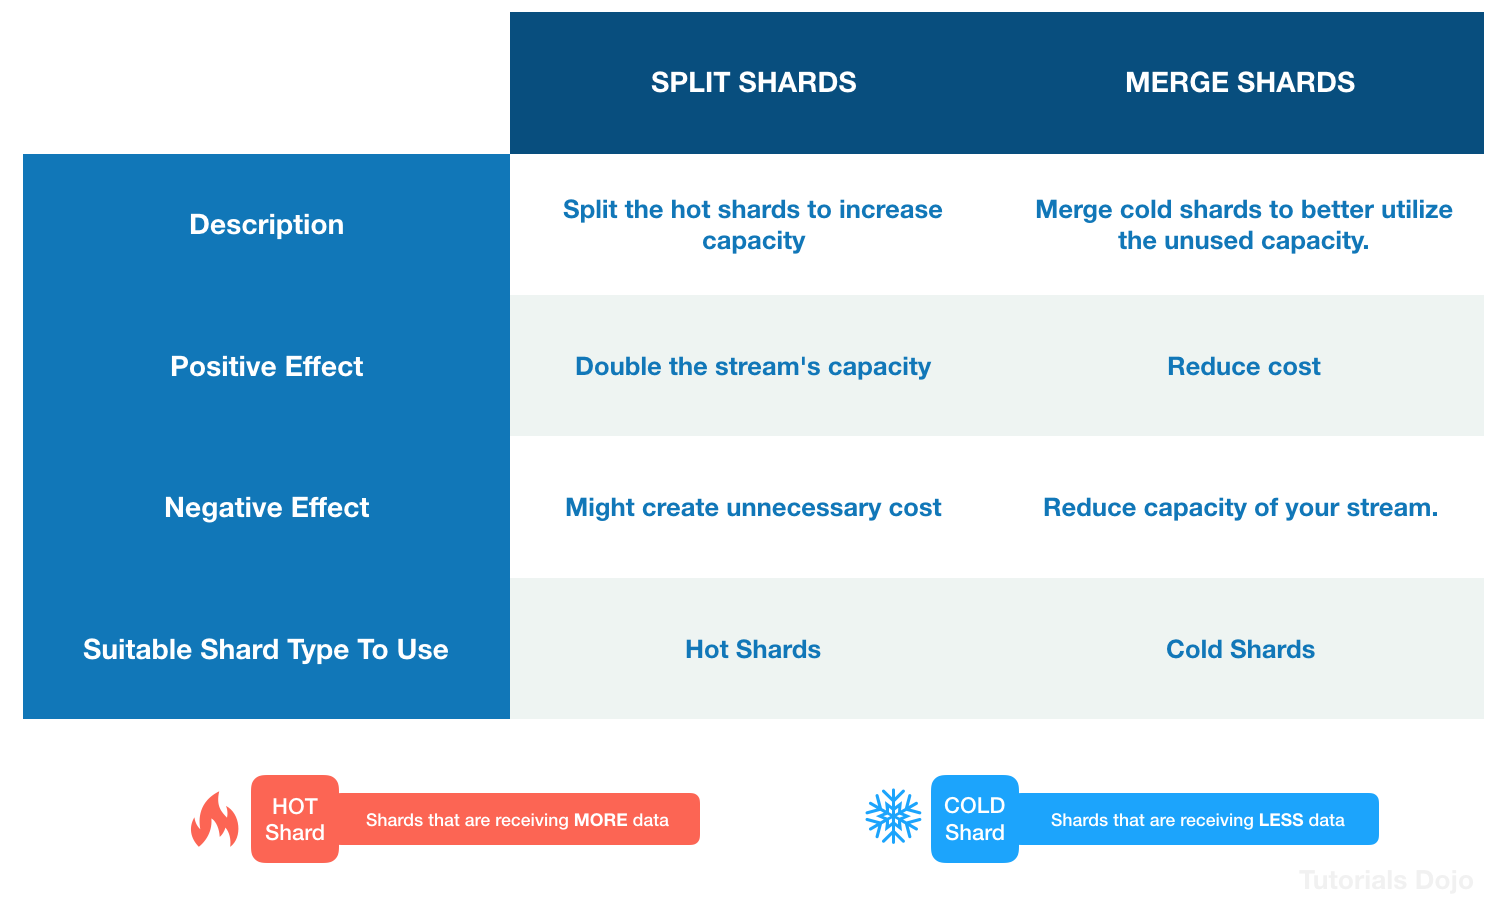 SPLIT SHARDS
MERGE SHARDS
Description
Split the hot shards to increase
capacity
Merge cold shards to better utilize
the unused capacity.
Positive Effect
Double the stream's capacity
Reduce cost
Negative Effect
Might create unnecessary cost
Reduce capacity of your stream.
Suitable Shard Type To Use
Hot Shards
Cold Shards
HOT
Shard
Shards that are receiving MORE data
COLD
Shard
Shards that are receiving LESS data
Tutorials Dojo